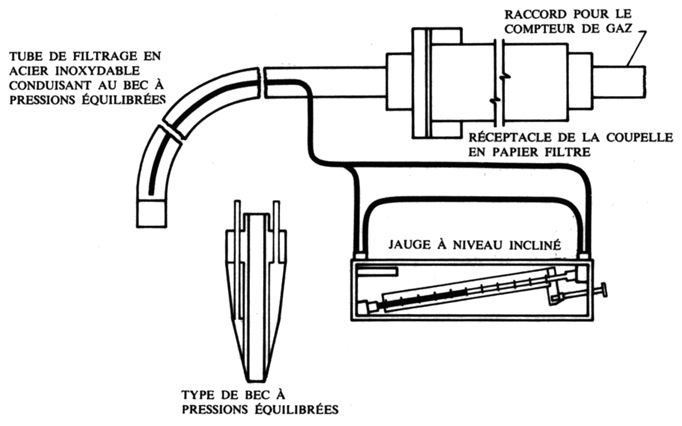 RACCORD POUR LE
COMPTEUR DE GAZ
TUBE DE FILTRAGE EN
ACIER INOXYDABLE
CONDUISANT AU BEC À
PRESSIONS ÉQUILIBRÉES
RÉCEPTACLE DE LA COUPELLE
EN PAPIER FILTRE
JAUGE À NIVEAU INCLINÉ
TYPE DE BEC À
PRESSIONS ÉQUILIBRÉES